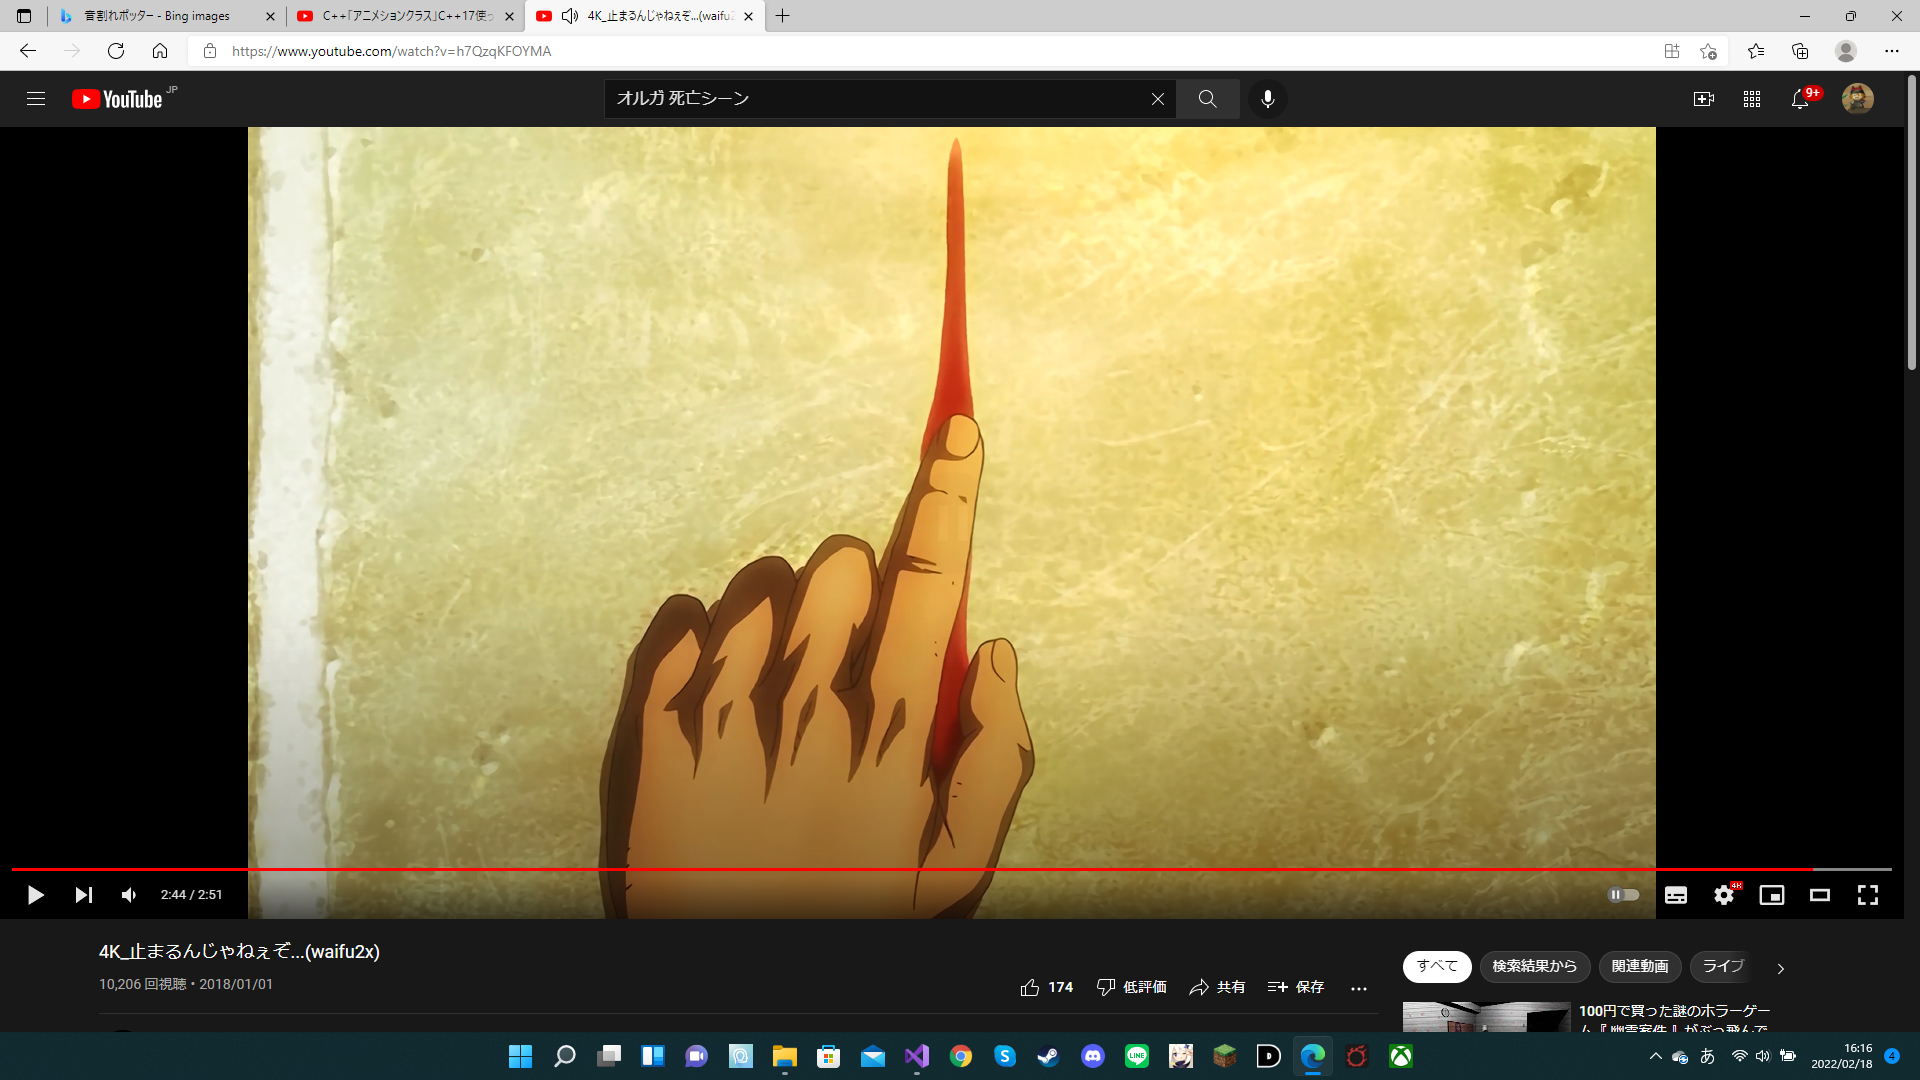 音割れポッター - Bing images
C++｢アニメションクラス｣C++17使っ
4K_止まるんじゃねぇぞ...(waifu2
https://www.youtube.com/watch?v=h7QzqKFOYMA
YouTube JP
オルガ 死亡シーン
9+
2:44 / 2:51
4K
4K_止まるんじゃねぇぞ...(waifu2x)
10,206 回視聴・2018/01/01
174 低評価 共有 保存
すべて 検索結果から 関連動画 ライブ
100円で買った謎のホラーゲー
ム『 幽霊案件 』がぶっ飛んで
LINE
あ
16:16
2022/02/18
4